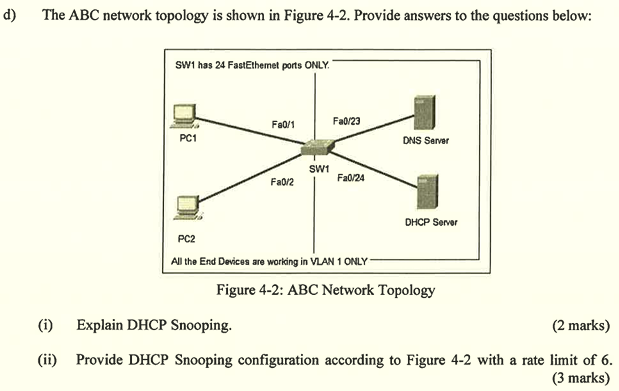 d) The ABC network topology is shown in Figure 4-2. Provide answers to the questions below:
SW1 has 24 FastEthernet ports ONLY.
Fa0/1
Fa0/23
PC1
DNS Server
SW1
Fa0/2
Fa0/24
DHCP Server
PC2
All the End Devices are working in VLAN 1 ONLY
Figure 4-2: ABC Network Topology
(i) Explain DHCP Snooping. (2 marks)
(ii) Provide DHCP Snooping configuration according to Figure 4-2 with a rate limit of 6.
(3 marks)